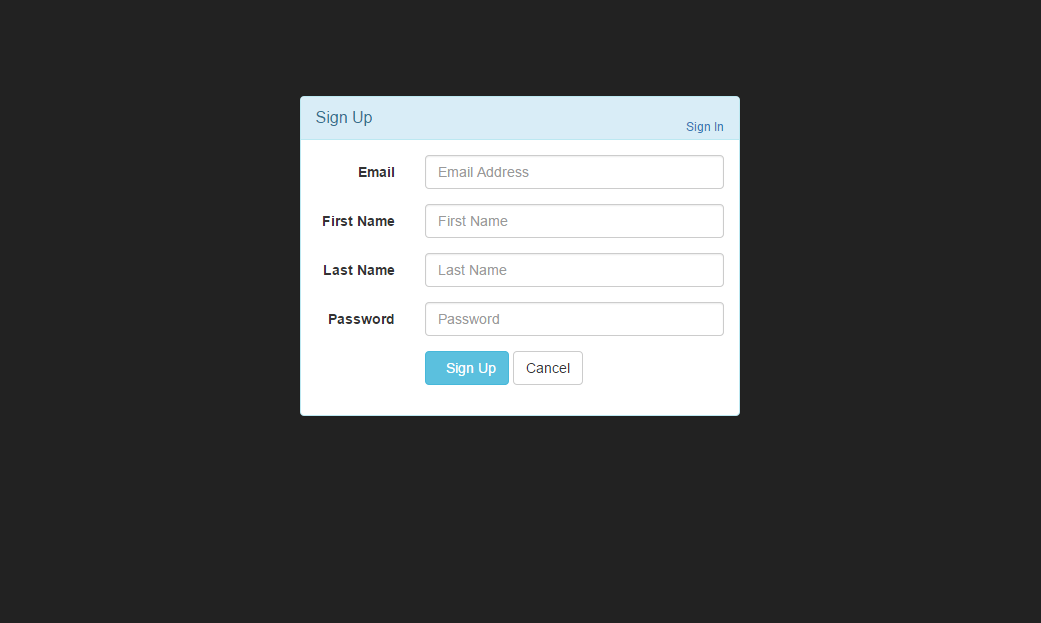 Sign Up
Sign In
Email Email Address
First Name First Name
Last Name Last Name
Password Password
Sign Up Cancel